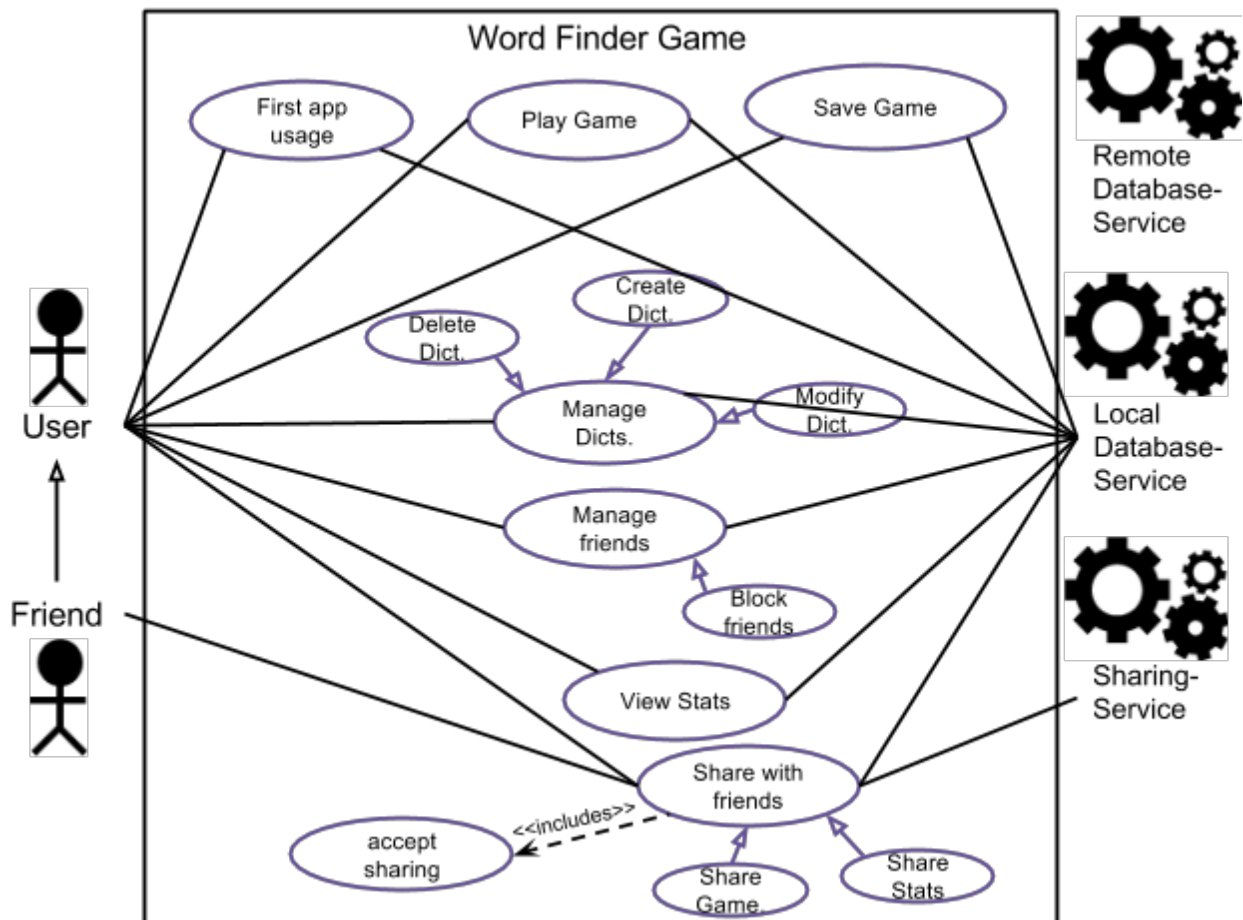 Word Finder Game
First app
usage
Play Game
Save Game
Remote
Database-
Service
Create
Dict.
Delete
Dict.
Manage
Dicts.
Modify
Dict.
User
Local
Database-
Service
Manage
friends
Block
friends
Friend
View Stats
Sharing-
Service
Share with
friends
<<includes>>
accept
sharing
Share
Game.
Share
Stats